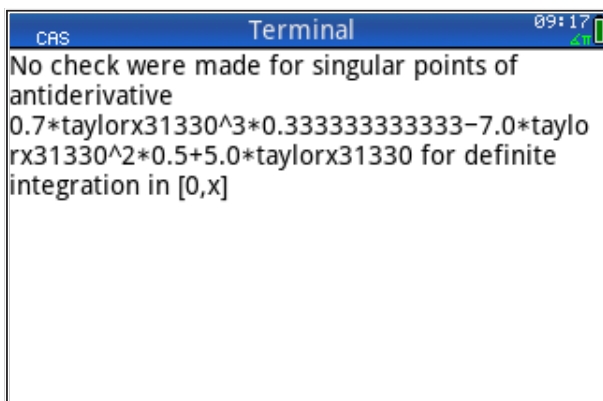 CAS Terminal 09:17
∡π
No check were made for singular points of
antiderivative
0.7*taylorx31330^3*0.333333333333−7.0*taylo
rx31330^2*0.5+5.0*taylorx31330 for definite
integration in [0,x]